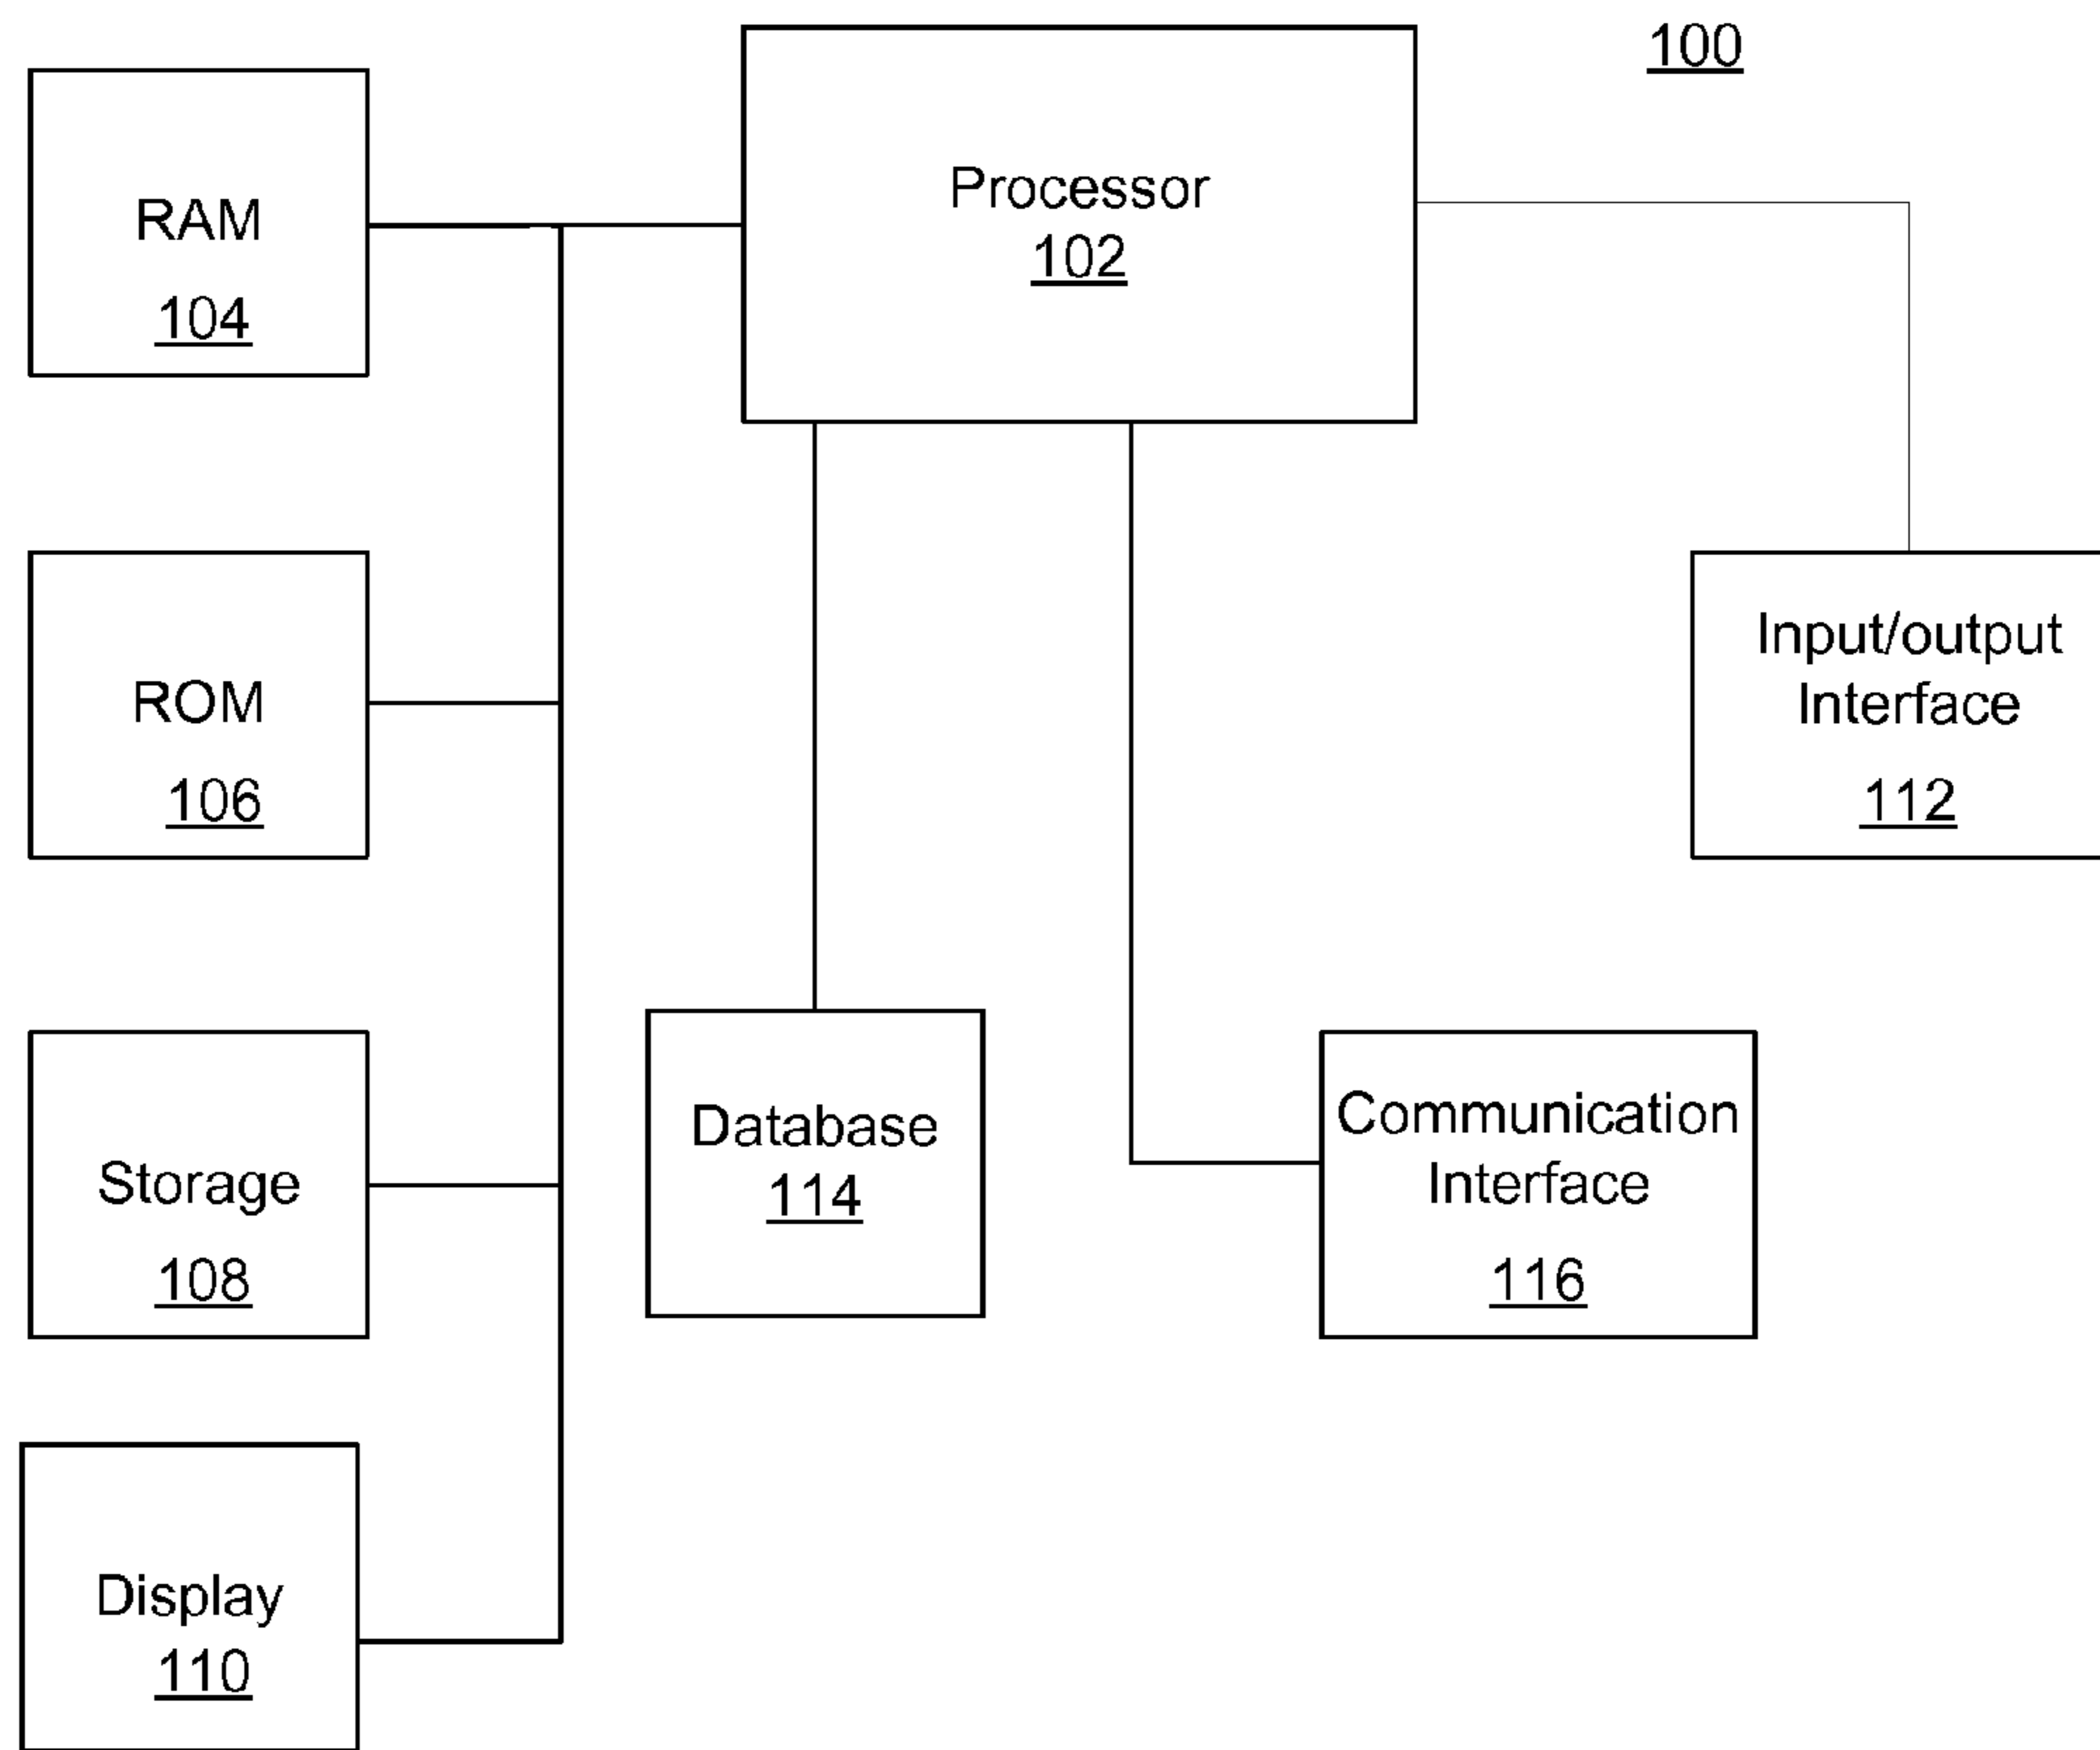 100
Processor
102
RAM
104
ROM
106
Input/output
Interface
112
Storage
108
Database
114
Communication
Interface
116
Display
110